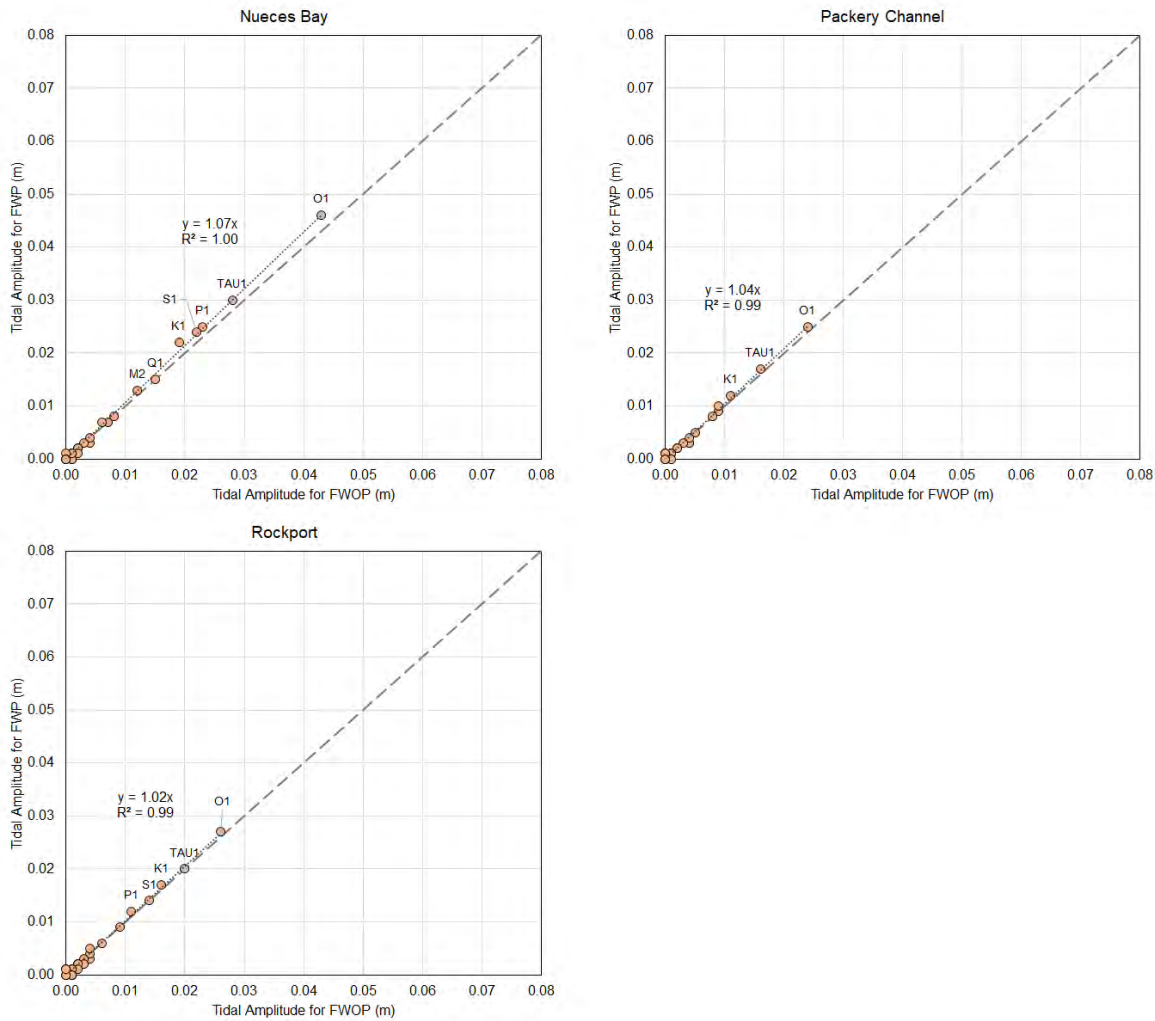 Nueces Bay
0.08
0.07
0.06
0.05
0.04
0.03
0.02
0.01
0.00
Tidal Amplitude for FWP (m)
O1
y = 1.07x
R² = 1.00
TAU1
S1
P1
K1
Q1
M2
0.00 0.01 0.02 0.03 0.04 0.05 0.06 0.07 0.08
Tidal Amplitude for FWOP (m)
Packery Channel
0.08
0.07
0.06
0.05
0.04
0.03
0.02
0.01
0.00
Tidal Amplitude for FWP (m)
y = 1.04x
R² = 0.99
O1
TAU1
K1
0.00 0.01 0.02 0.03 0.04 0.05 0.06 0.07 0.08
Tidal Amplitude for FWOP (m)
Rockport
0.08
0.07
0.06
0.05
0.04
0.03
0.02
0.01
0.00
Tidal Amplitude for FWP (m)
y = 1.02x
R² = 0.99
O1
TAU1
K1
S1
P1
0.00 0.01 0.02 0.03 0.04 0.05 0.06 0.07 0.08
Tidal Amplitude for FWOP (m)